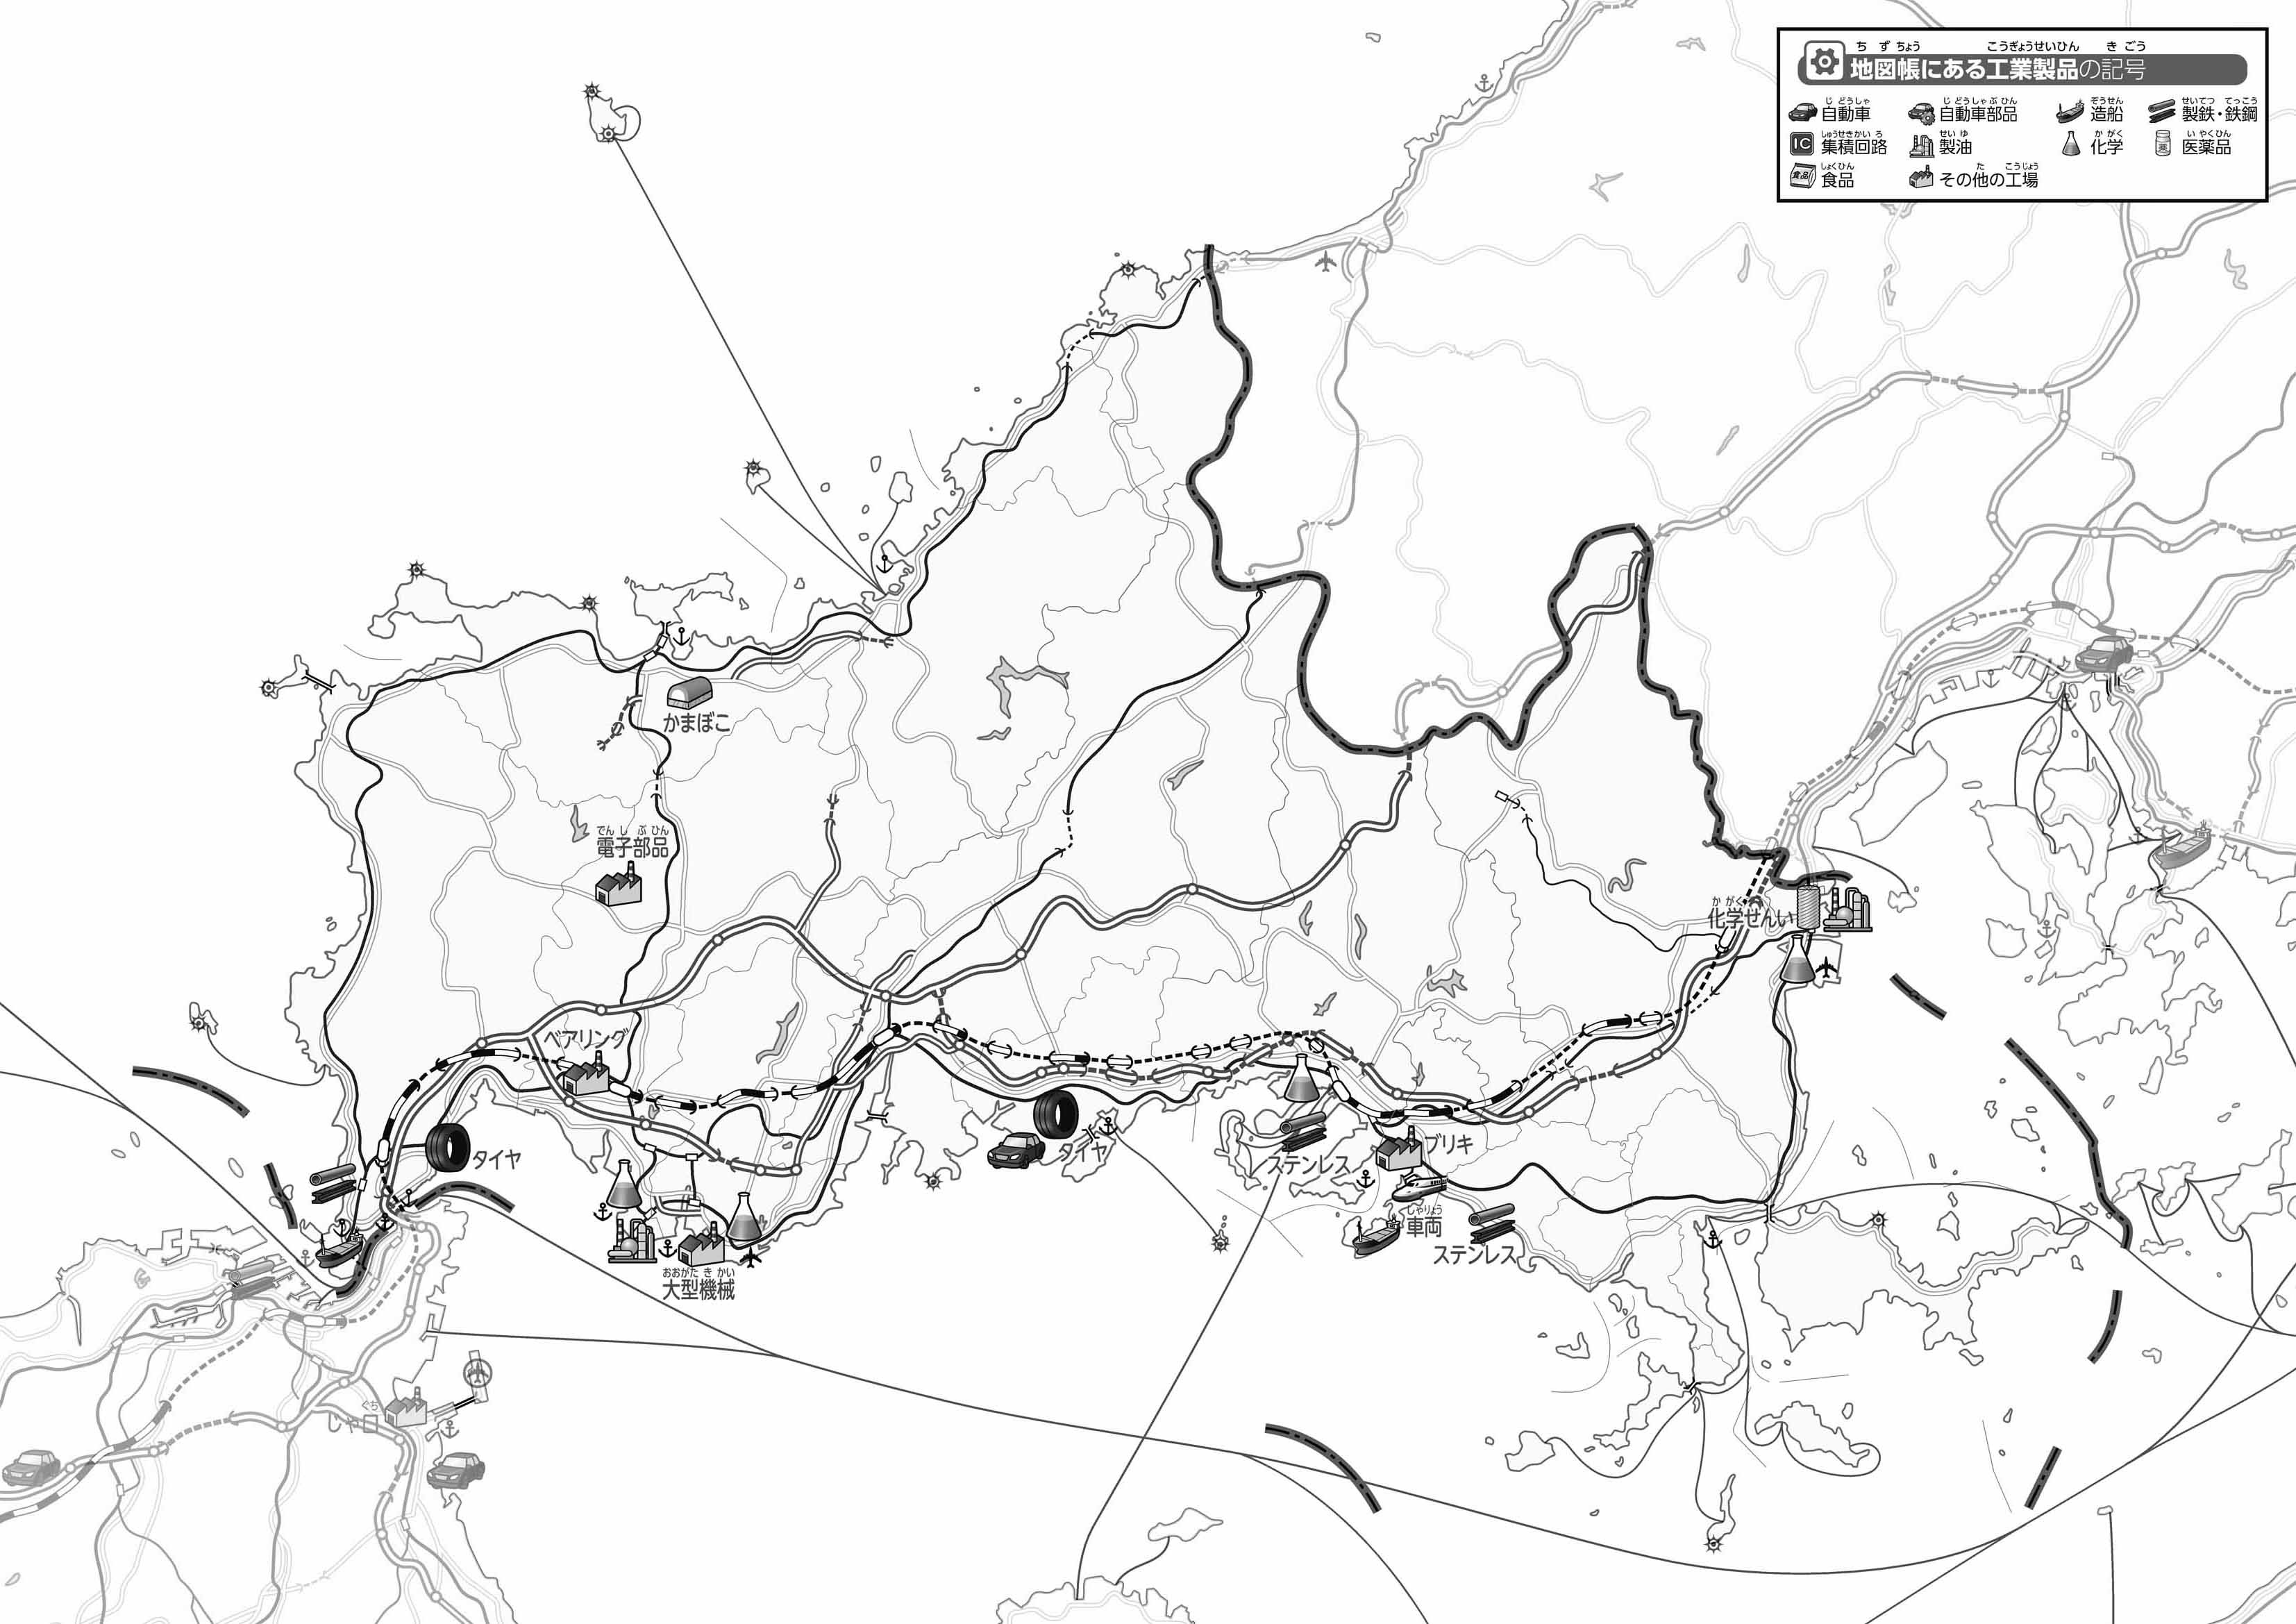 ち ず ちょう こうぎょうせいひん き ごう
地図帳にある工業製品の記号
じ どうしゃ じ どうしゃ ぶ ひん ぞうせん せいてつ てっこう
自動車 自動車部品 造船 製鉄・鉄鋼
しゅうせきかい ろ せい ゆ か がく い やくひん
IC 集積回路 製油 化学 薬 医薬品
しょくひん た こうじょう
食品 食品 その他の工場
かまぼこ
でん し ぶ ひん
電子部品
か がく
化学せんい
ベアリング
タイヤ
タイヤ
ブリキ
ステンレス
しゃりょう
車両
ステンレス
おおがた き かい
大型機械
ぐち